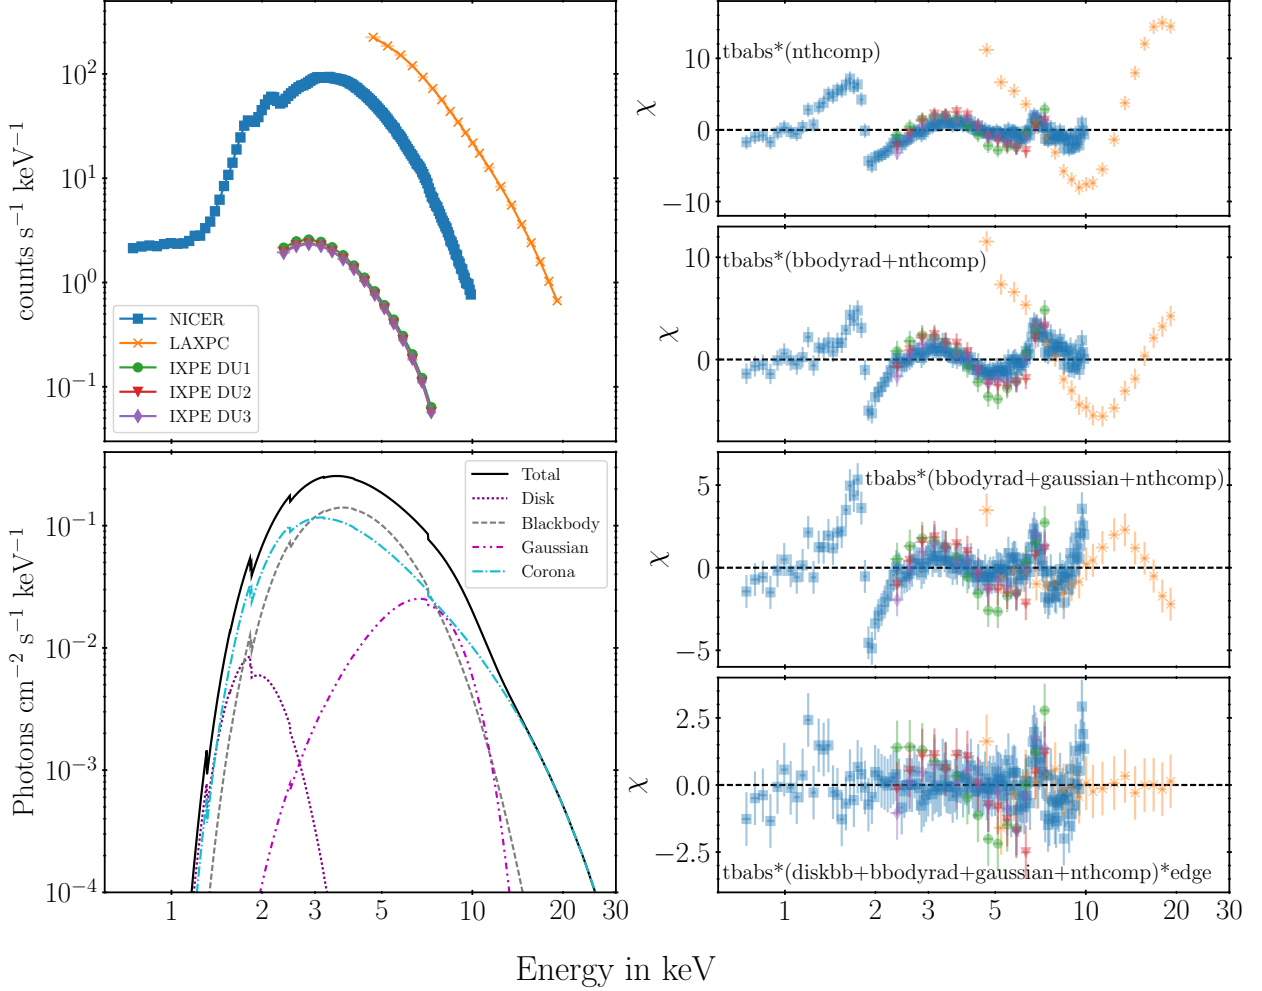 counts s⁻¹ keV⁻¹
10²
10¹
10⁰
10⁻¹
NICER
LAXPC
IXPE DU1
IXPE DU2
IXPE DU3
Photons cm⁻² s⁻¹ keV⁻¹
10⁻¹
10⁻²
10⁻³
10⁻⁴
Total
Disk
Blackbody
Gaussian
Corona
1 2 3 5 10 20 30
χ
10
0
−10
tbabs*(nthcomp)
χ
10
0
tbabs*(bbodyrad+nthcomp)
χ
5
0
−5
tbabs*(bbodyrad+gaussian+nthcomp)
χ
2.5
0.0
−2.5
tbabs*(diskbb+bbodyrad+gaussian+nthcomp)*edge
1 2 3 5 10 20 30
Energy in keV